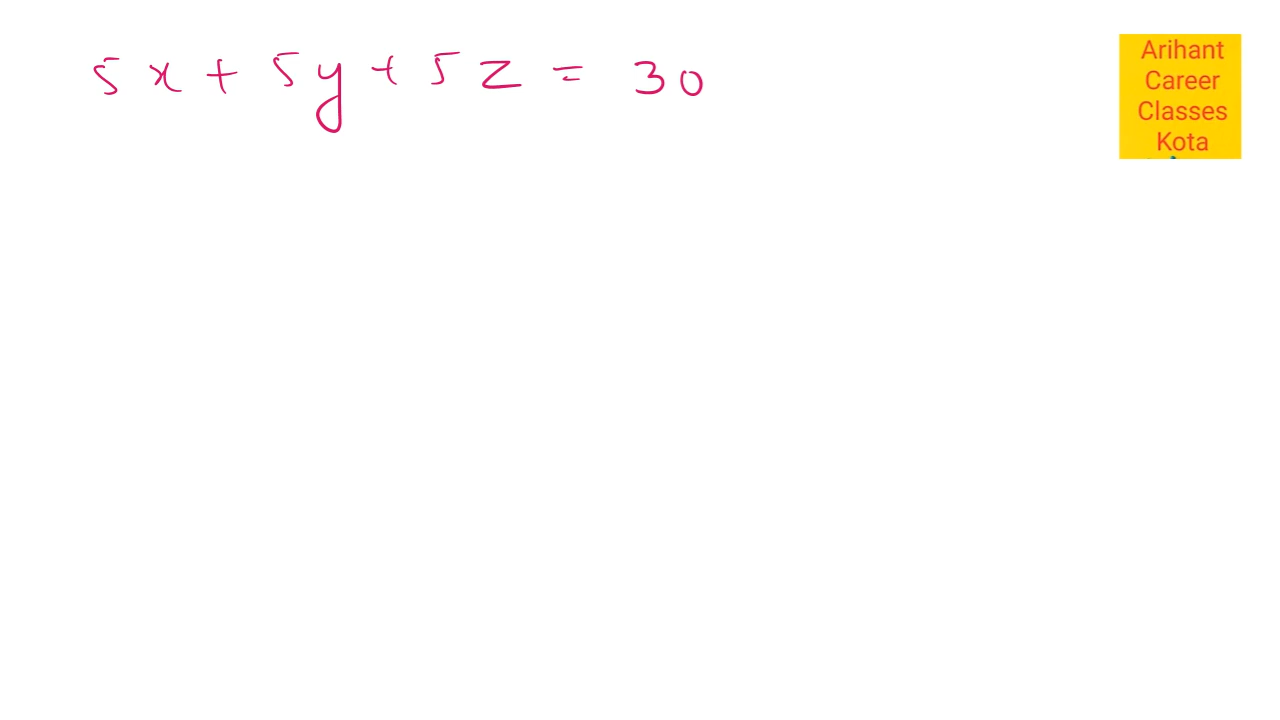 5x + 5y + 5z = 30
Arihant
Career
Classes
Kota